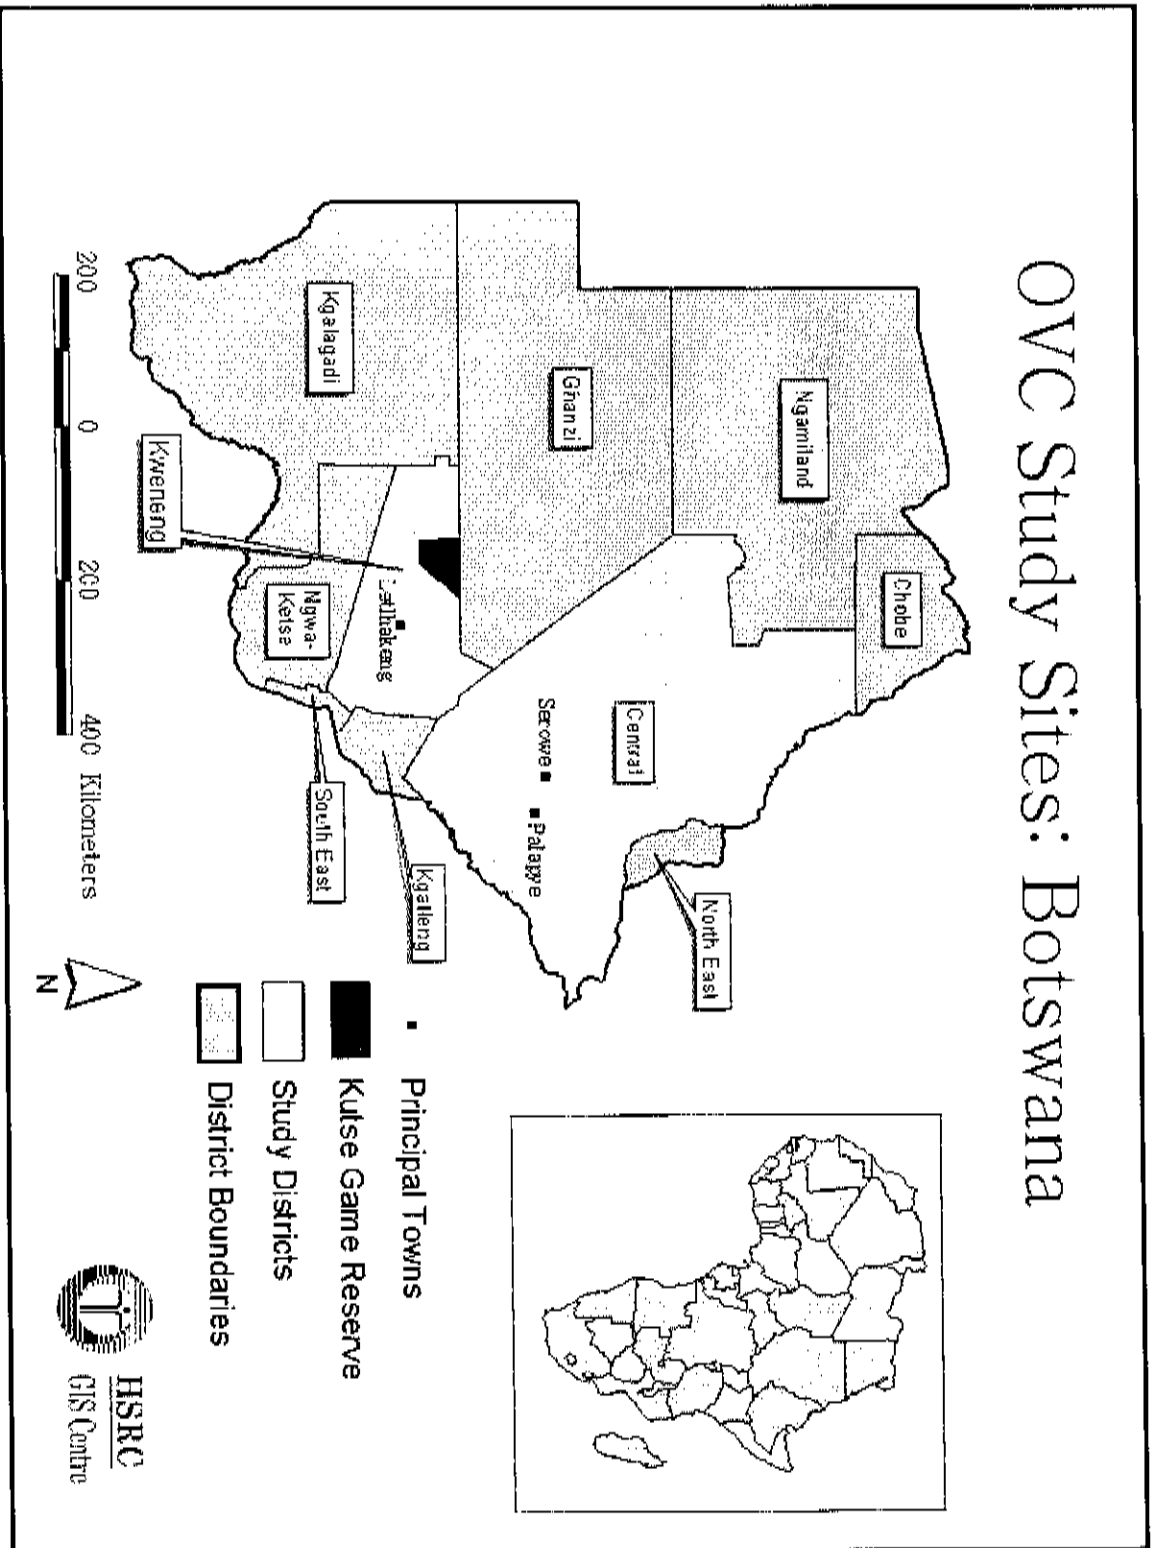 OVC Study Sites: Botswana
Chobe
Ngamiland
Ghanzi
Central
North East
Serowe
Palapye
Kgalagadi
Letlhakeng
Kgatleng
Ngwa-
Ketse
South East
Kweneng
200 0 200 400 Kilometers
N
Principal Towns
Kutse Game Reserve
Study Districts
District Boundaries
HSRC
GIS Centre